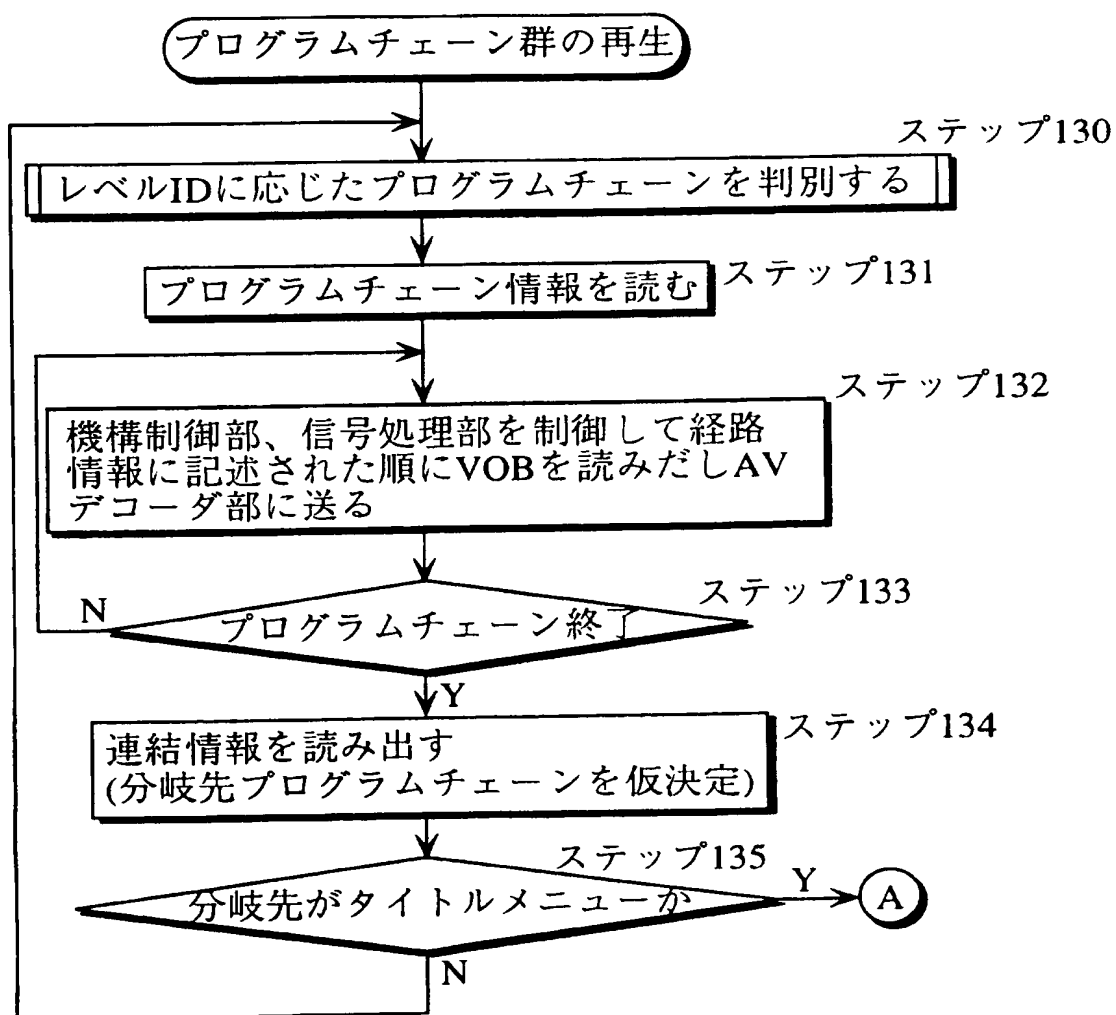 プログラムチェーン群の再生
ステップ130
レベルIDに応じたプログラムチェーンを判別する
プログラムチェーン情報を読む
ステップ131
ステップ132
機構制御部、信号処理部を制御して経路
情報に記述された順にVOBを読みだしAV
デコーダ部に送る
ステップ133
N
プログラムチェーン終了
Y
ステップ134
連結情報を読み出す
(分岐先プログラムチェーンを仮決定)
ステップ135
分岐先がタイトルメニューか
Y
A
N